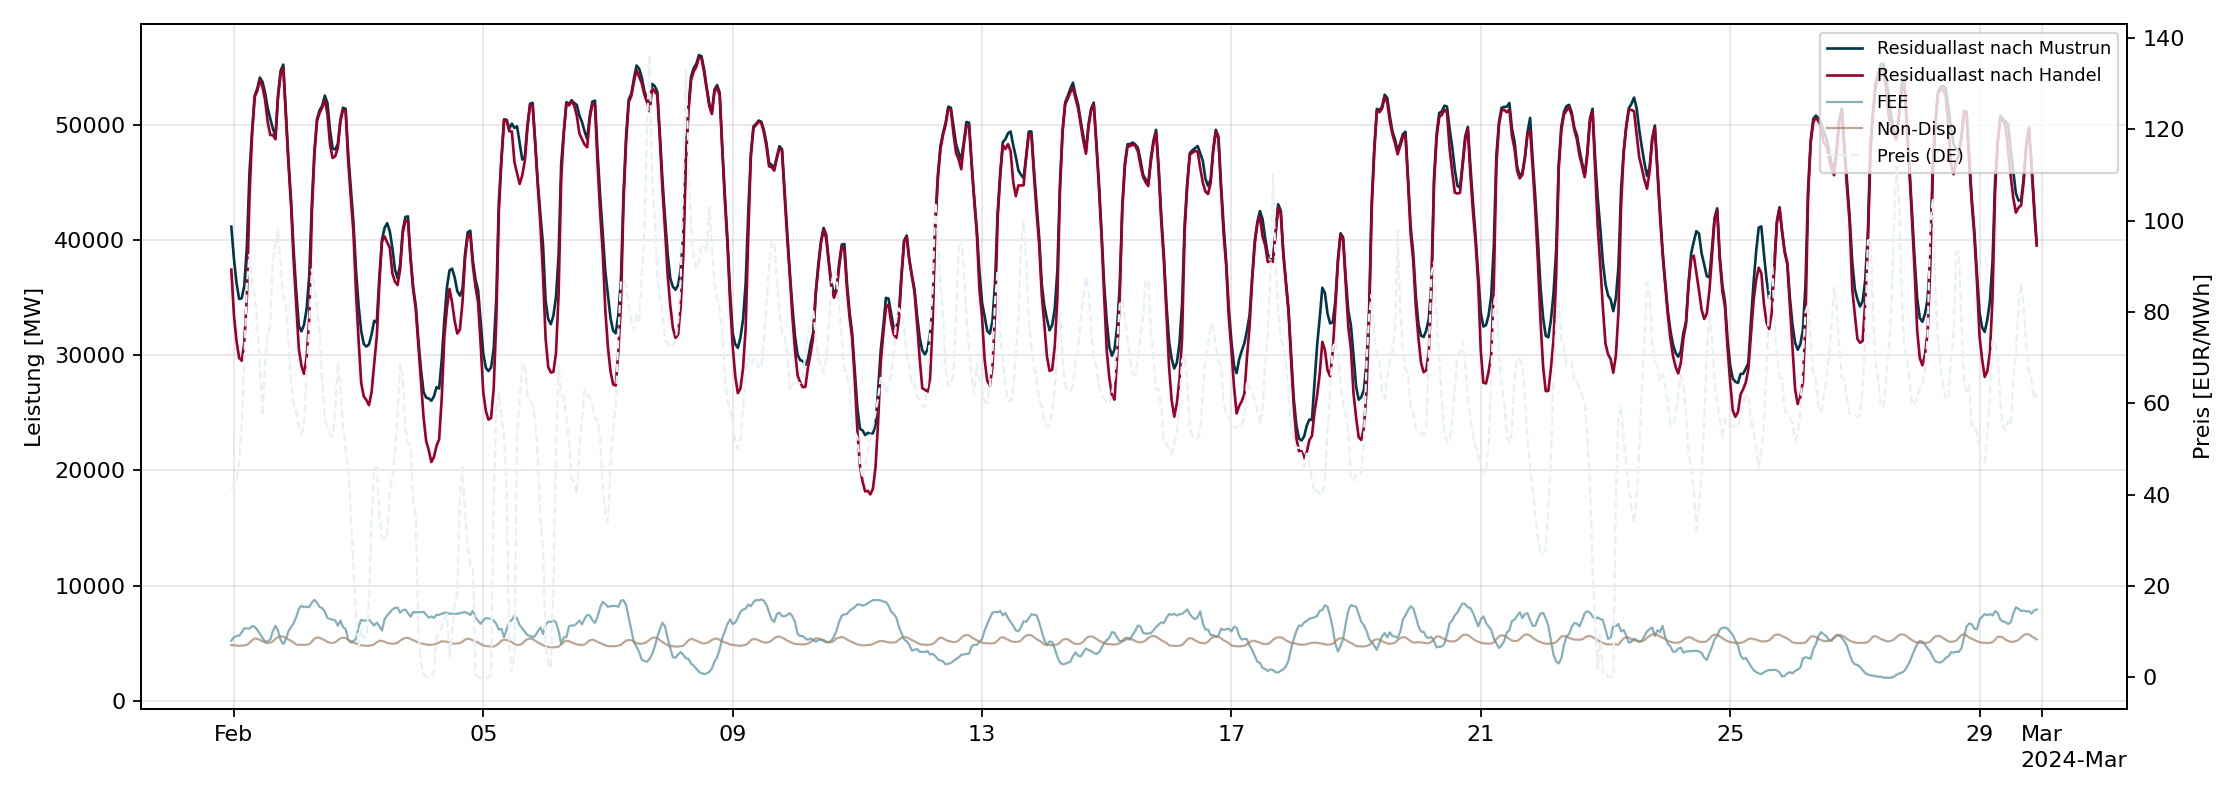 Residuallast nach Mustrun
Residuallast nach Handel
FEE
Non-Disp
Preis (DE)
Leistung [MW]
50000
40000
30000
20000
10000
0
140
120
100
80
60
40
20
0
Preis [EUR/MWh]
Feb 05 09 13 17 21 25 29 Mar
2024-Mar